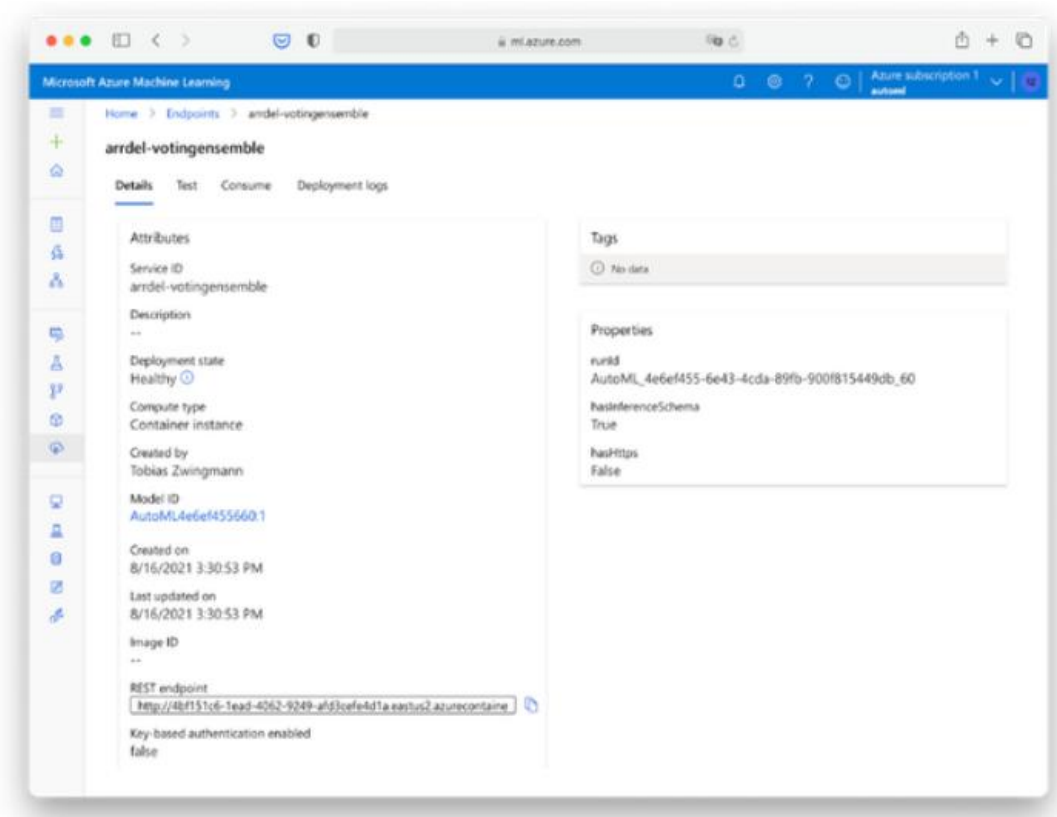 ml.azure.com
Microsoft Azure Machine Learning
Azure subscription 1
automl
Home > Endpoints > arrdel-votingensemble
arrdel-votingensemble
Details Test Consume Deployment logs
Attributes
Service ID
arrdel-votingensemble
Description
--
Deployment state
Healthy
Compute type
Container instance
Created by
Tobias Zwingmann
Model ID
AutoML4e6ef455660:1
Created on
8/16/2021 3:30:53 PM
Last updated on
8/16/2021 3:30:53 PM
Image ID
--
REST endpoint
http://4bf151c6-1ead-4062-9249-afd3cefe4d1a.eastus2.azurecontaine
Key-based authentication enabled
false
Tags
No data
Properties
runId
AutoML_4e6ef455-6e43-4cda-89fb-900f815449db_60
hasInferenceSchema
True
hasHttps
False